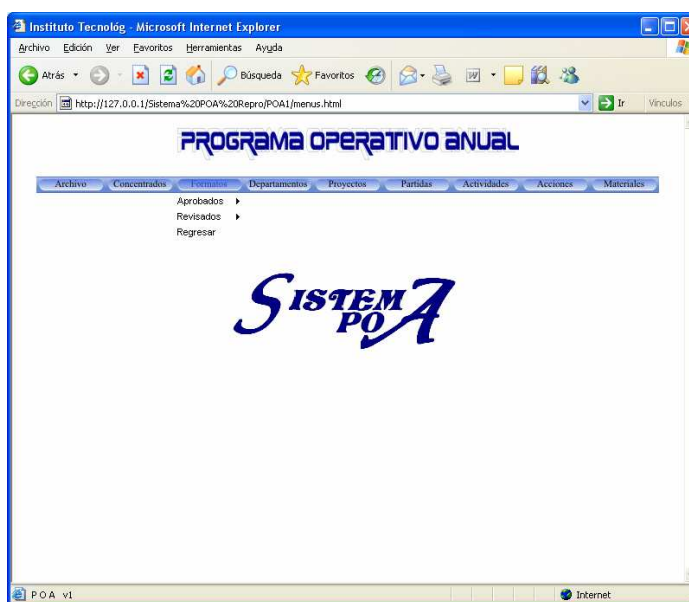 Instituto Tecnológ - Microsoft Internet Explorer
Archivo Edición Ver Favoritos Herramientas Ayuda
Atrás Búsqueda Favoritos
Dirección http://127.0.0.1/Sistema%20POA%20Repro/POA1/menus.html Ir Vínculos
PROGRAMA OPERATIVO ANUAL
Archivo Concentrados Formatos Departamentos Proyectos Partidas Actividades Acciones Materiales
Aprobados
Revisados
Regresar
SISTEMA
POA
POA v1 Internet